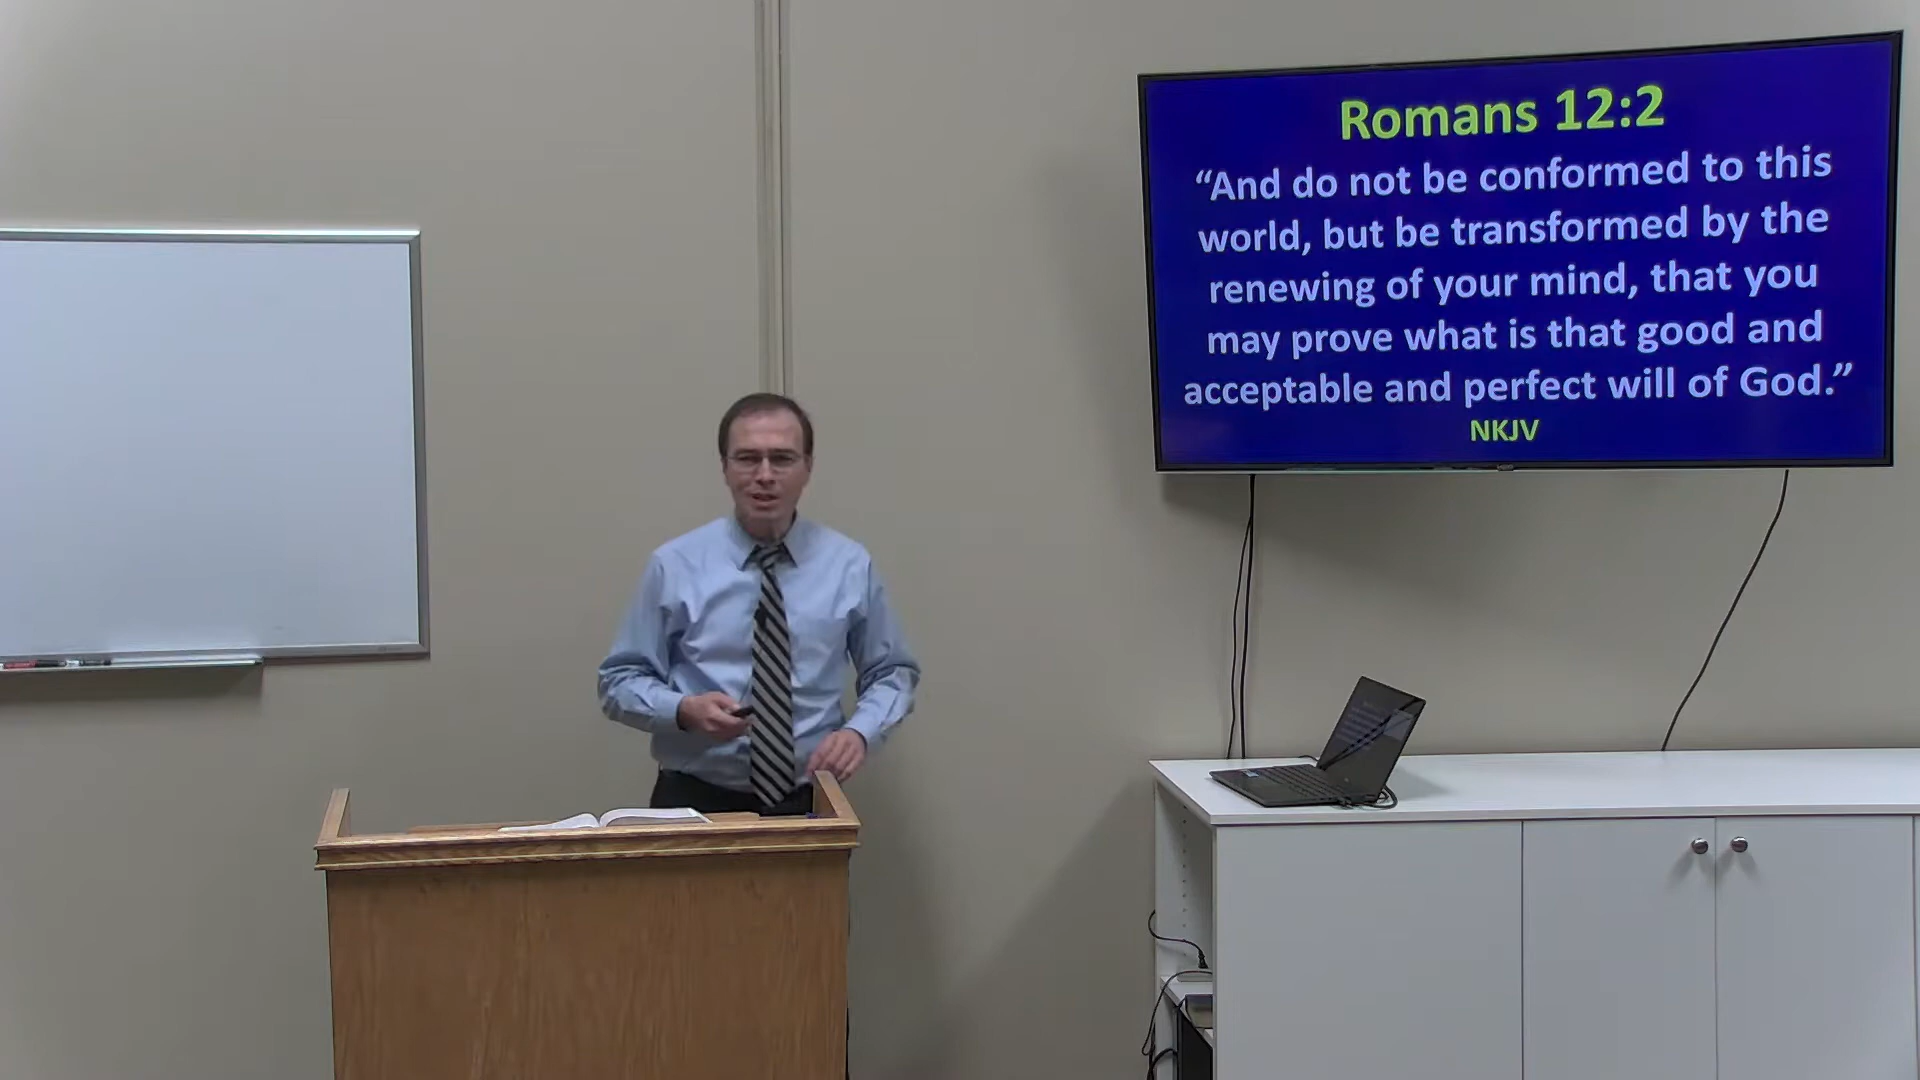 Romans 12:2
“And do not be conformed to this
world, but be transformed by the
renewing of your mind, that you
may prove what is that good and
acceptable and perfect will of God.”
NKJV